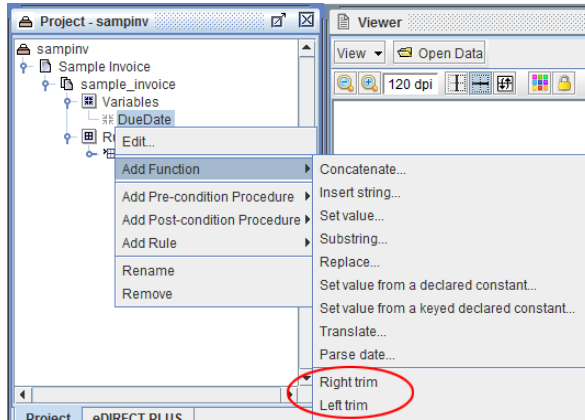 Project - sampinv
sampinv
Sample Invoice
sample_invoice
Variables
DueDate
Edit...
Add Function
Add Pre-condition Procedure
Add Post-condition Procedure
Add Rule
Rename
Remove
Project
eDIRECT PLUS
Viewer
View
Open Data
120 dpi
Concatenate...
Insert string...
Set value...
Substring...
Replace...
Set value from a declared constant...
Set value from a keyed declared constant...
Translate...
Parse date...
Right trim
Left trim